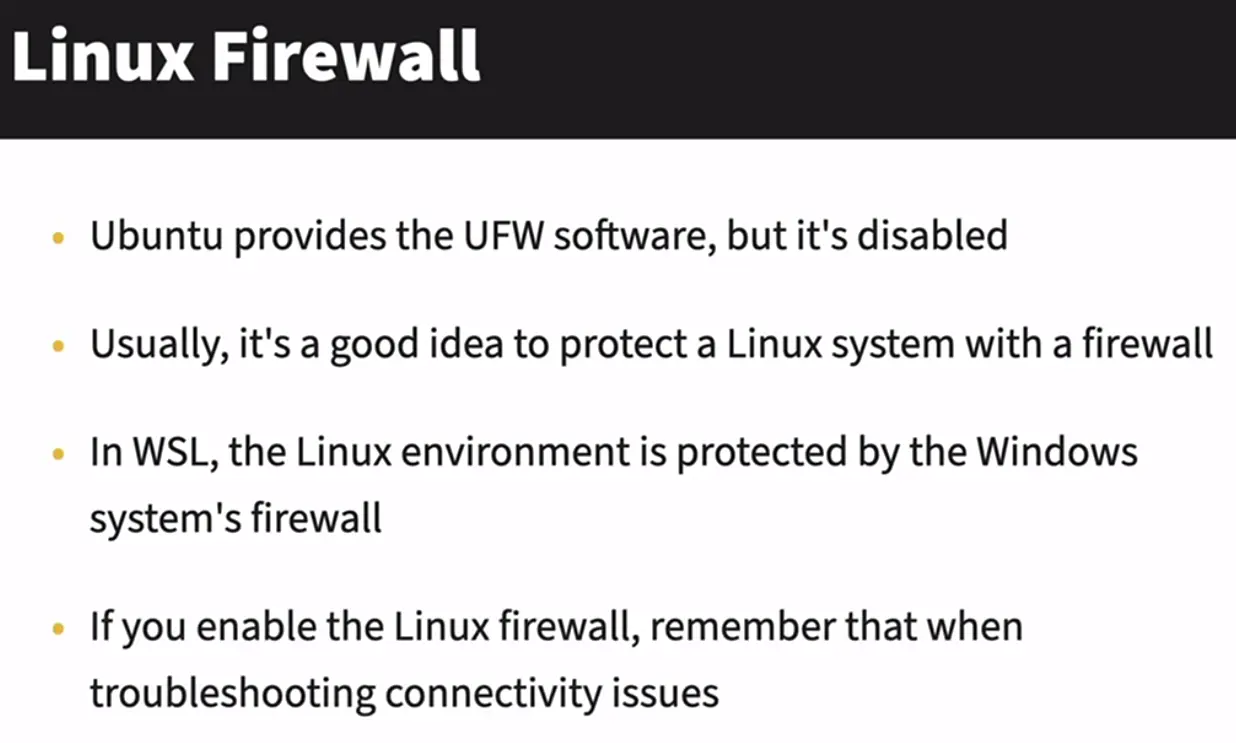 Linux Firewall
• Ubuntu provides the UFW software, but it's disabled
• Usually, it's a good idea to protect a Linux system with a firewall
• In WSL, the Linux environment is protected by the Windows
system's firewall
• If you enable the Linux firewall, remember that when
troubleshooting connectivity issues